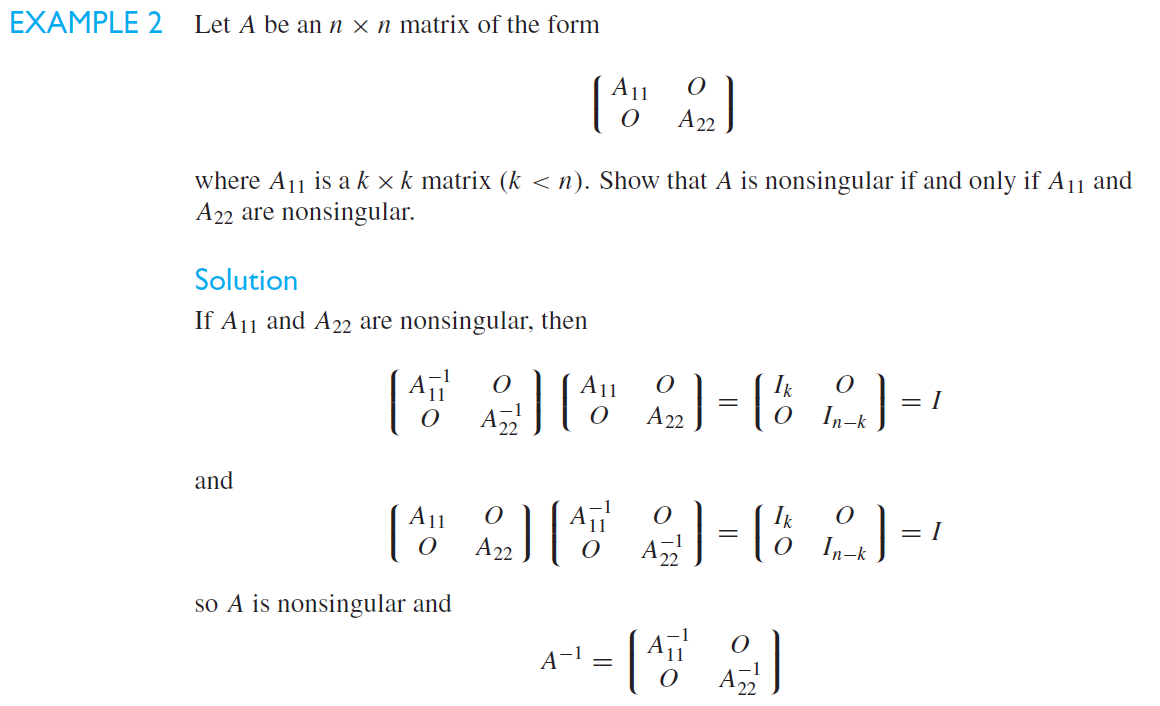 EXAMPLE 2 Let A be an n × n matrix of the form
( A₁₁ O
O A₂₂ )
where A₁₁ is a k × k matrix (k < n). Show that A is nonsingular if and only if A₁₁ and
A₂₂ are nonsingular.
Solution
If A₁₁ and A₂₂ are nonsingular, then
( A₁₁⁻¹ O
O A₂₂⁻¹ ) ( A₁₁ O
O A₂₂ ) = ( Iₖ O
O Iₙ₋ₖ ) = I
and
( A₁₁ O
O A₂₂ ) ( A₁₁⁻¹ O
O A₂₂⁻¹ ) = ( Iₖ O
O Iₙ₋ₖ ) = I
so A is nonsingular and
A⁻¹ = ( A₁₁⁻¹ O
O A₂₂⁻¹ )